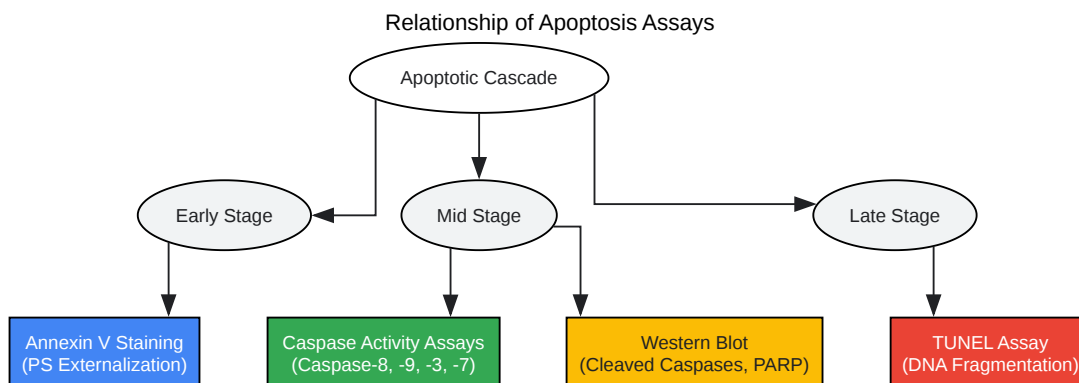 Relationship of Apoptosis Assays
Apoptotic Cascade
Early Stage
Mid Stage
Late Stage
Annexin V Staining
(PS Externalization)
Caspase Activity Assays
(Caspase-8, -9, -3, -7)
Western Blot
(Cleaved Caspases, PARP)
TUNEL Assay
(DNA Fragmentation)